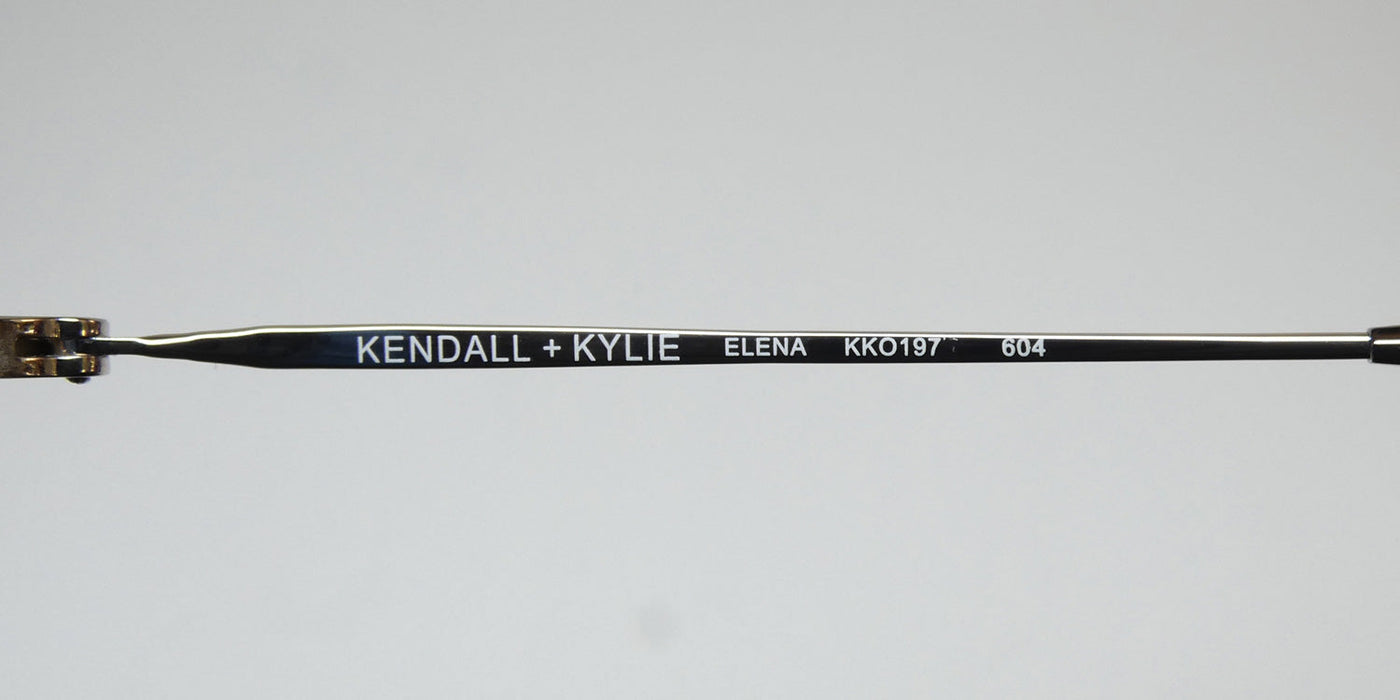 KENDALL + KYLIE ELENA KKO197 604